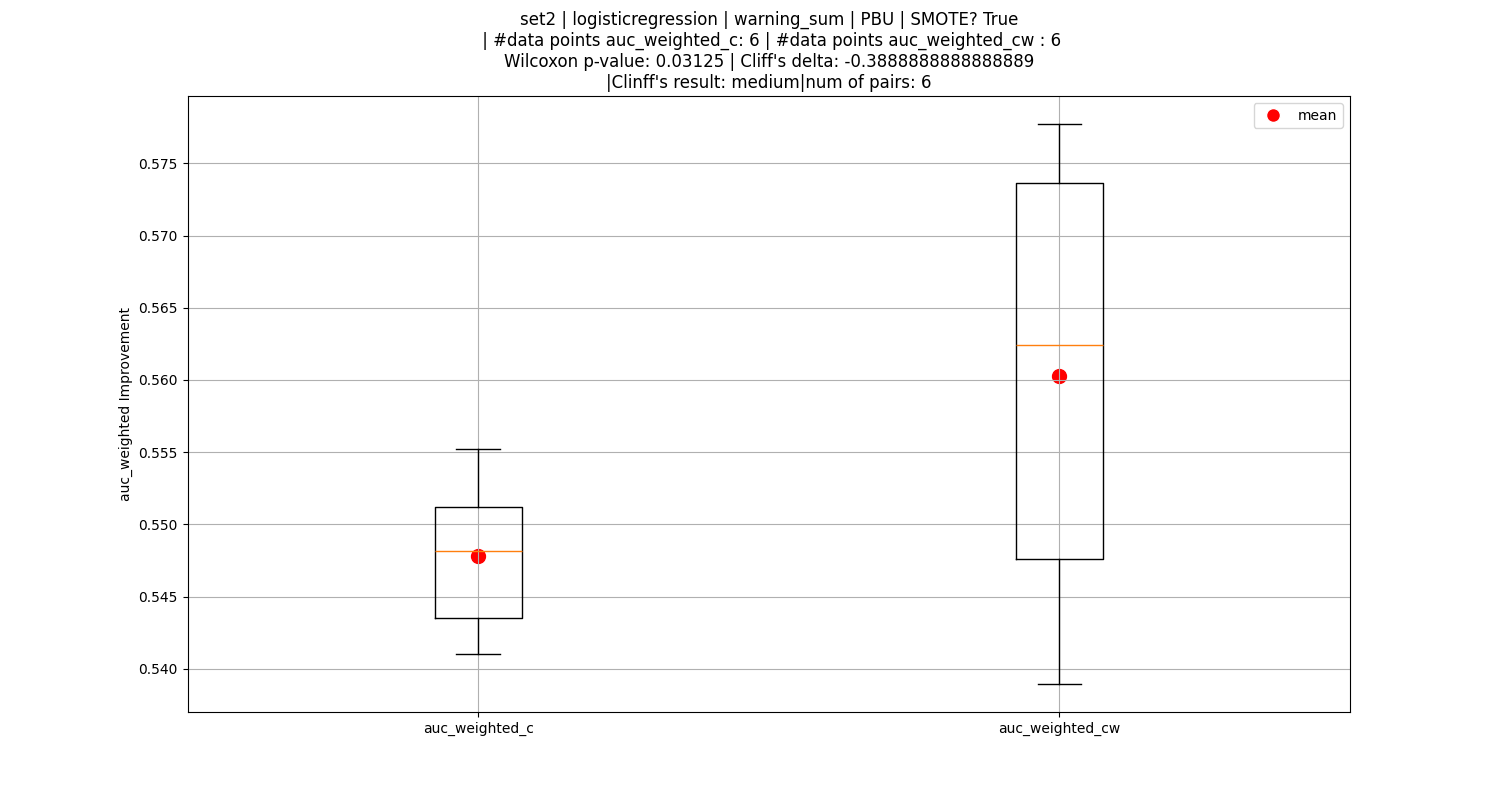 set2 | logisticregression | warning_sum | PBU | SMOTE? True
| #data points auc_weighted_c: 6 | #data points auc_weighted_cw : 6
Wilcoxon p-value: 0.03125 | Cliff's delta: -0.3888888888888889
|Clinff's result: medium|num of pairs: 6
mean
0.575
0.570
0.565
0.560
0.555
0.550
0.545
0.540
auc_weighted Improvement
auc_weighted_c
auc_weighted_cw